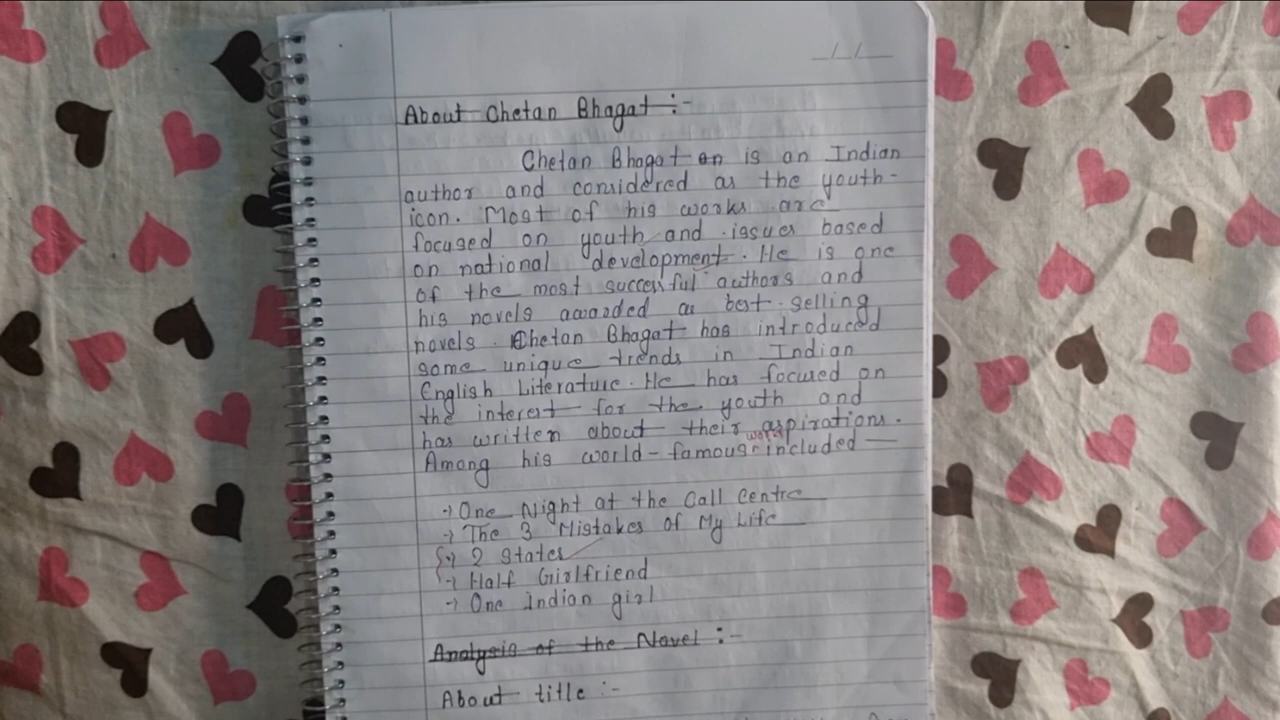 About Chetan Bhagat :-
Chetan Bhagat is an Indian
author and considered as the youth-
icon. Most of his works are
focused on youth and issues based
on national development. He is one
of the most successful authors and
his novels awarded as best-selling
novels. Chetan Bhagat has introduced
some unique trends in Indian
English Literature. He has focused on
the interest for the youth and
has written about their aspirations.
Among his world-famous works included —
→ One Night at the Call Centre
→ The 3 Mistakes of My Life
→ 2 States
→ Half Girlfriend
→ One indian girl
Analysis of the Novel :-
About title :-